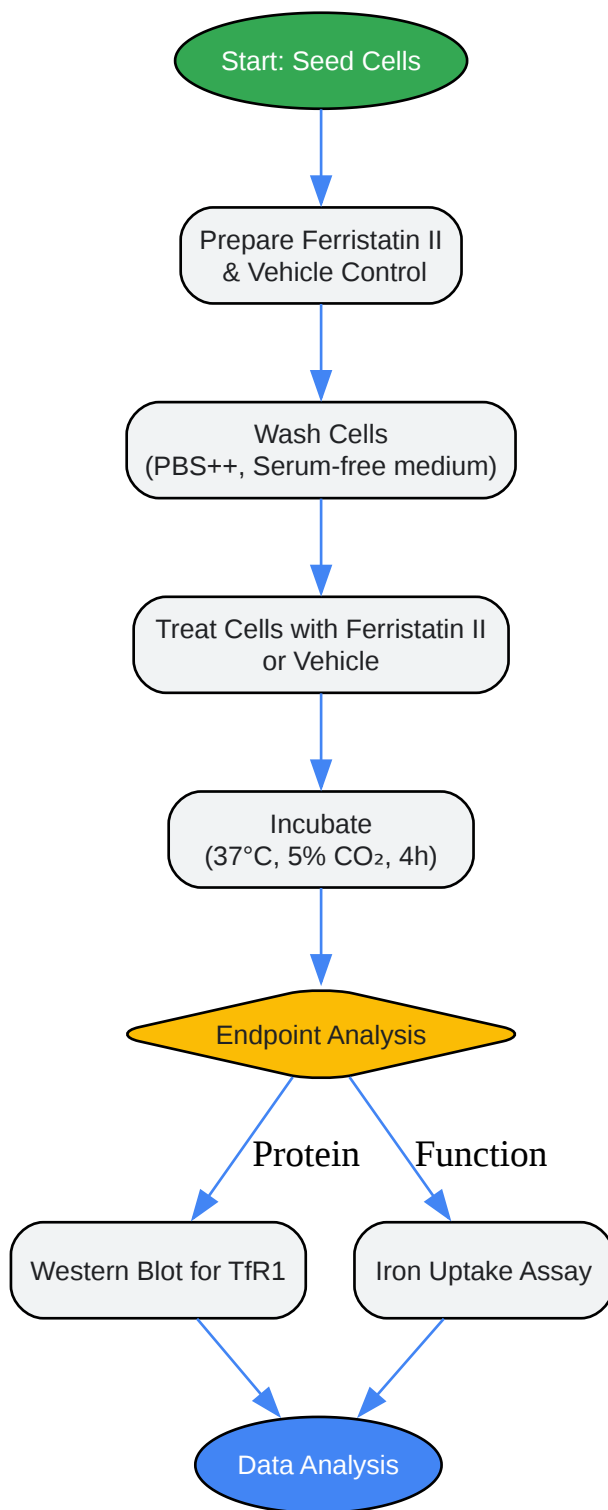 Start: Seed Cells
Prepare Ferristatin II
& Vehicle Control
Wash Cells
(PBS++, Serum-free medium)
Treat Cells with Ferristatin II
or Vehicle
Incubate
(37°C, 5% CO₂, 4h)
Endpoint Analysis
Protein
Function
Western Blot for TfR1
Iron Uptake Assay
Data Analysis